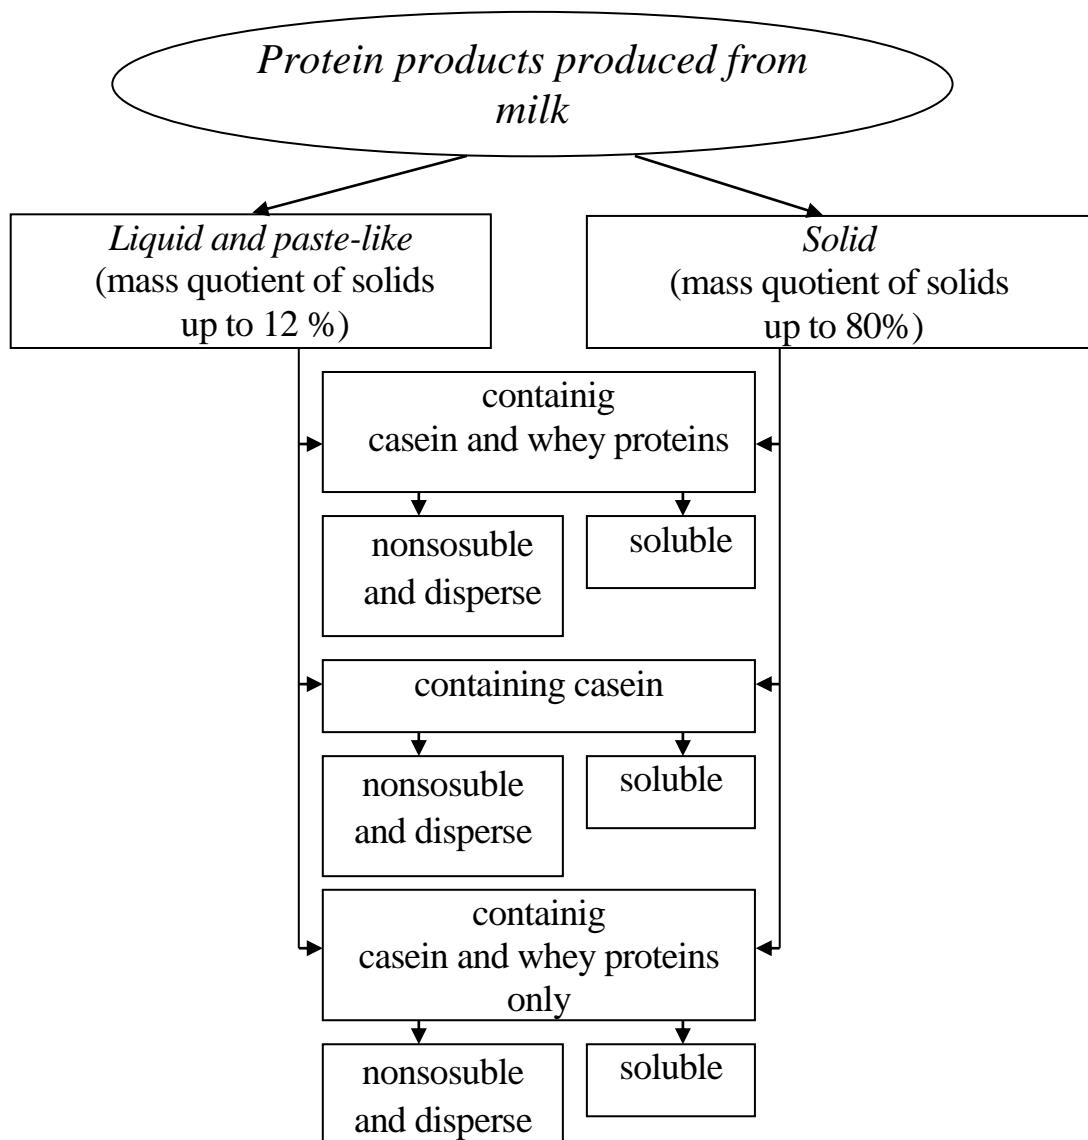 Protein products produced from
milk
Liquid and paste-like
(mass quotient of solids
up to 12 %)
Solid
(mass quotient of solids
up to 80%)
containig
casein and whey proteins
nonsosuble
and disperse
soluble
containing casein
nonsosuble
and disperse
soluble
containig
casein and whey proteins
only
nonsosuble
and disperse
soluble